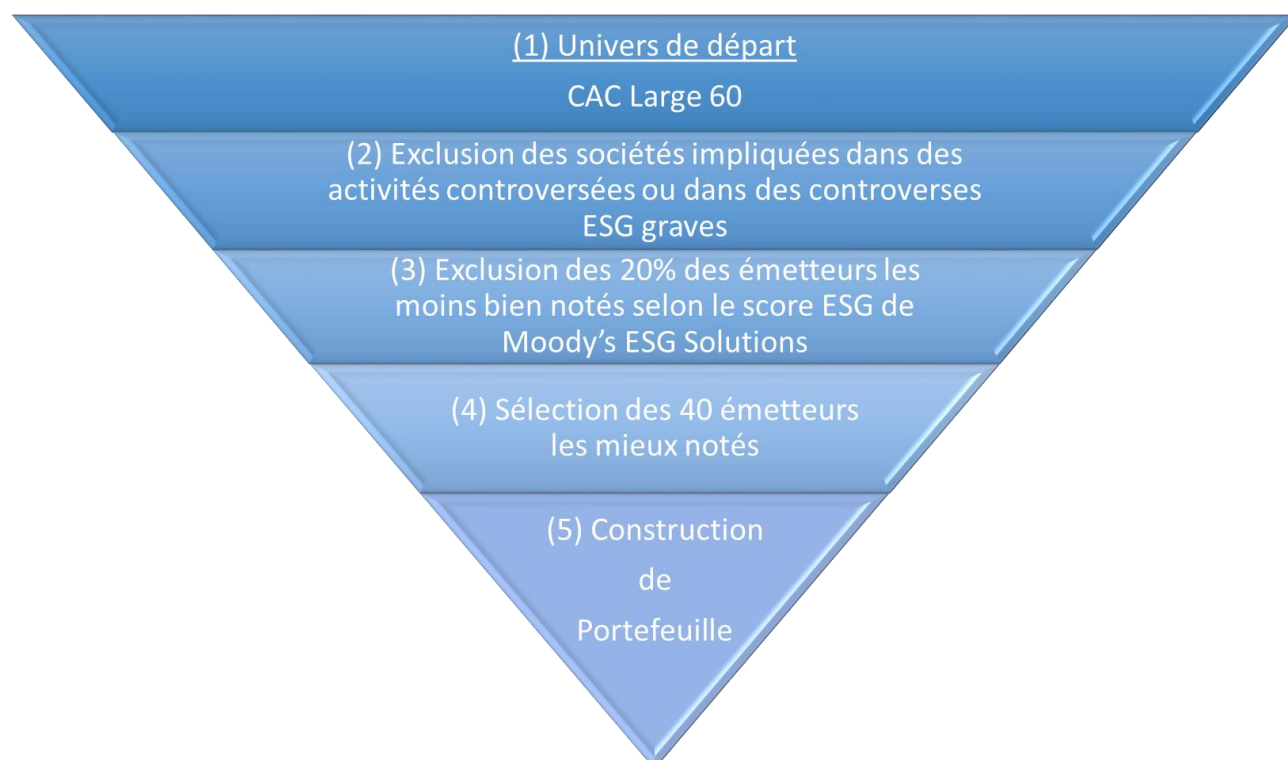 (1) Univers de départ
CAC Large 60
(2) Exclusion des sociétés impliquées dans des
activités controversées ou dans des controverses
ESG graves
(3) Exclusion des 20% des émetteurs les
moins bien notés selon le score ESG de
Moody’s ESG Solutions
(4) Sélection des 40 émetteurs
les mieux notés
(5) Construction
de
Portefeuille